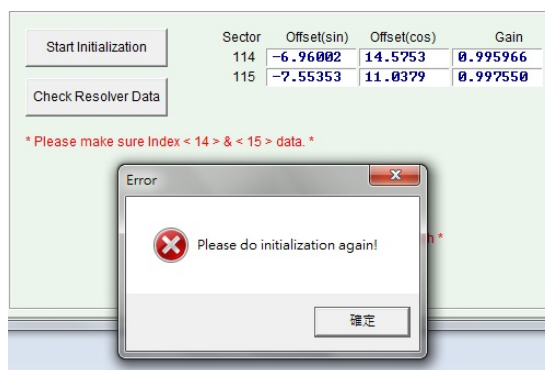 Sector Offset(sin) Offset(cos) Gain
Start Initialization
114 -6.96002 14.5753 0.995966
115 -7.55353 11.0379 0.997550
Check Resolver Data
* Please make sure Index < 14 > & < 15 > data. *
Error
Please do initialization again!
h *
確定